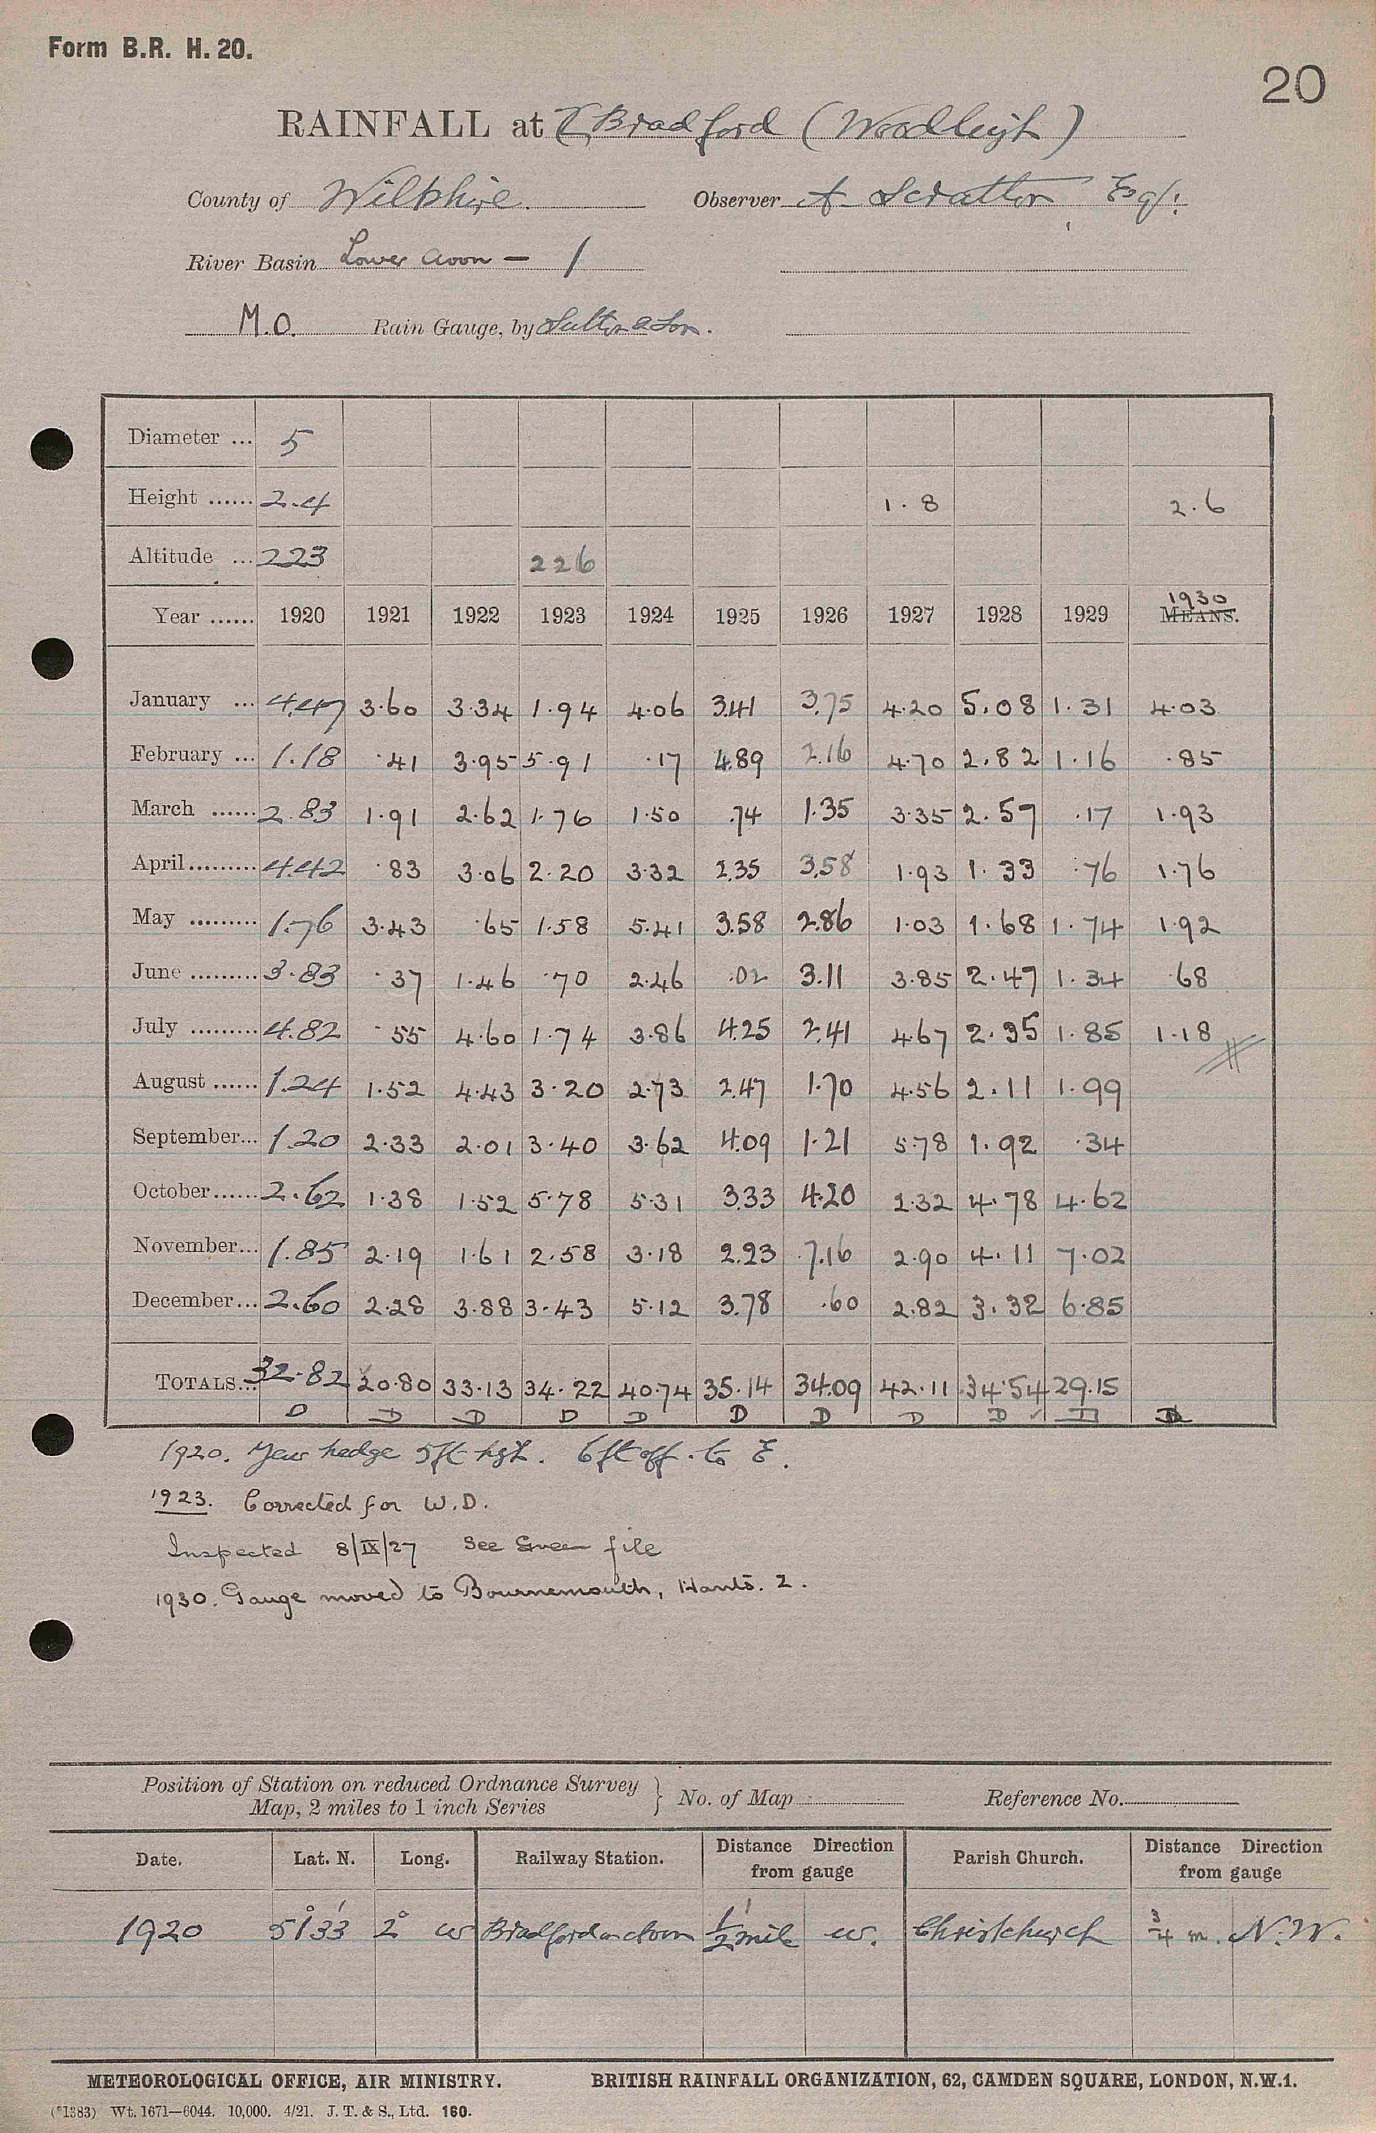 Form B.R. H. 20.
20
RAINFALL at Bradford (Woodleigh)
County of Wiltshire. Observer A. Scratton, Esq:
River Basin Lower Avon — 1
M.O. Rain Gauge, by Sutton & Son.
Diameter ... 5
Height ...... 2.4 1.8 2.6
Altitude ... 223 226
Year ...... 1920 1921 1922 1923 1924 1925 1926 1927 1928 1929 1930 MEANS.
January ... 4.47 3.60 3.34 1.94 4.06 3.41 3.75 4.20 5.08 1.31 4.03
February ... 1.18 .41 3.95 5.91 .17 4.89 2.16 4.70 2.82 1.16 .85
March ...... 2.83 1.91 2.62 1.76 1.50 .74 1.35 3.35 2.57 .17 1.93
April......... 4.42 .83 3.06 2.20 3.32 2.35 3.58 1.93 1.33 .76 1.76
May ......... 1.76 3.43 .65 1.58 5.41 3.58 2.86 1.03 1.68 1.74 1.92
June ......... 3.83 .37 1.46 .70 2.46 .02 3.11 3.85 2.47 1.34 .68
July ......... 4.82 .55 4.60 1.74 3.86 4.25 2.41 4.67 2.35 1.85 1.18
August ...... 1.24 1.52 4.43 3.20 2.73 2.47 1.70 4.56 2.11 1.99
September... 1.20 2.33 2.01 3.40 3.62 4.09 1.21 5.78 1.92 .34
October...... 2.62 1.38 1.52 5.78 5.31 3.33 4.20 2.32 4.78 4.62
November... 1.85 2.19 1.61 2.58 3.18 2.23 7.16 2.90 4.11 7.02
December... 2.60 2.28 3.88 3.43 5.12 3.78 .60 2.82 3.32 6.85
TOTALS... 32.82 20.80 33.13 34.22 40.74 35.14 34.09 42.11 34.54 29.15
D D D D D D D D D D D
1920. Yew hedge 5ft hgh. 6ft off. to E.
1923. Corrected for W.D.
Inspected 8/IX/27 See Green file
1930. Gauge moved to Bournemouth, Hants. 2.
Position of Station on reduced Ordnance Survey
Map, 2 miles to 1 inch Series } No. of Map Reference No.
Date. Lat. N. Long. Railway Station. Distance Direction from gauge Parish Church. Distance Direction from gauge
1920 51° 33' 2° W Bradford on Avon 1/2 mile W. Christchurch 3/4 m. N.W.
METEOROLOGICAL OFFICE, AIR MINISTRY. BRITISH RAINFALL ORGANIZATION, 62, CAMDEN SQUARE, LONDON, N.W.1.
(*1383) Wt. 1671—6044. 10,000. 4/21. J. T. & S., Ltd. 160.